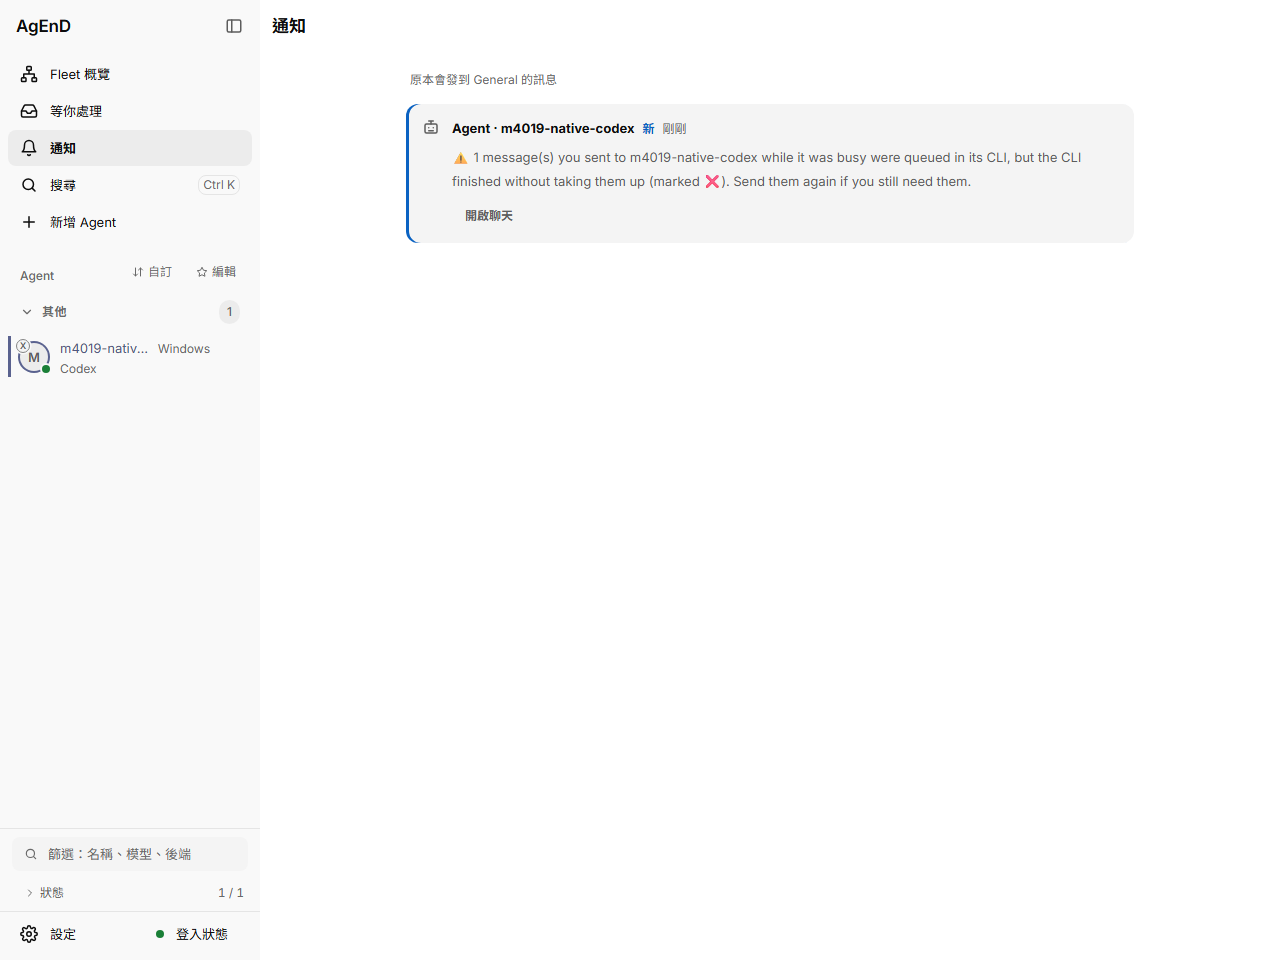 AgEnD
Fleet 概覽
等你處理
通知
搜尋 Ctrl K
新增 Agent
Agent 自訂 編輯
其他 1
X M m4019-nativ... Windows
Codex
篩選：名稱、模型、後端
狀態 1 / 1
設定 登入狀態
通知
原本會發到 General 的訊息
Agent · m4019-native-codex 新 剛剛
⚠️ 1 message(s) you sent to m4019-native-codex while it was busy were queued in its CLI, but the CLI
finished without taking them up (marked ❌). Send them again if you still need them.
開啟聊天